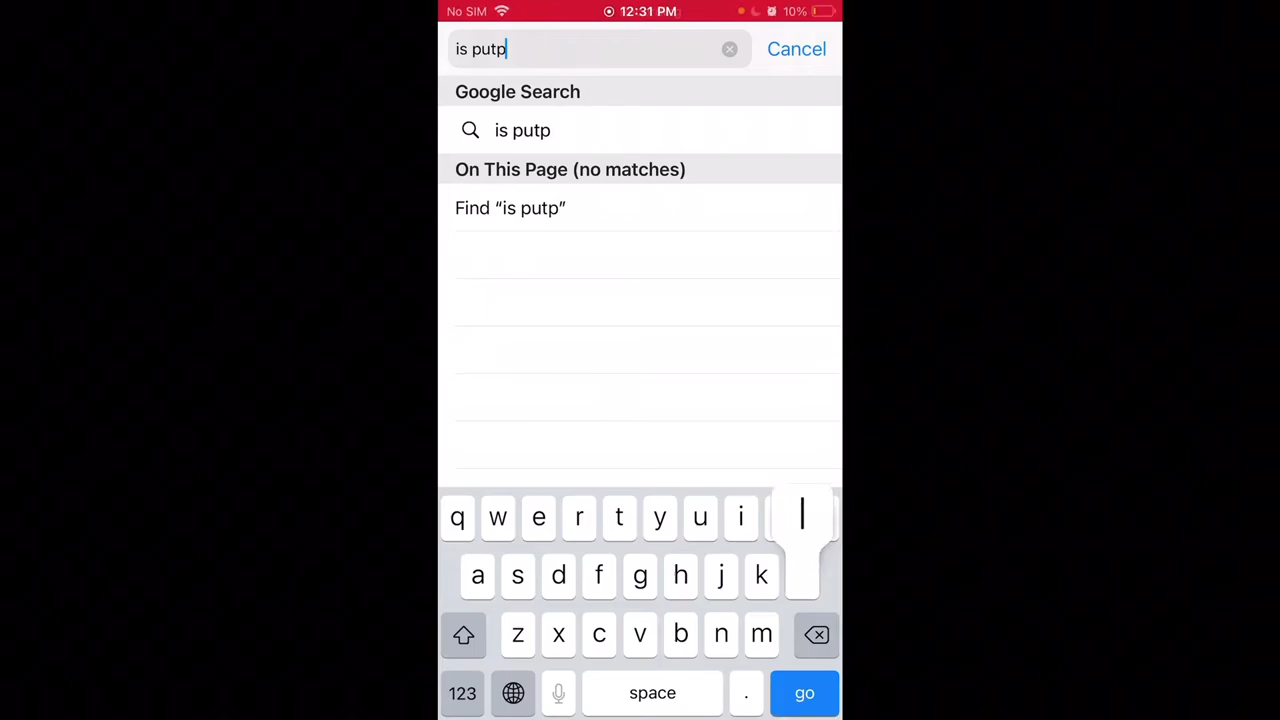 No SIM 12:31 PM 10%
is putp Cancel
Google Search
is putp
On This Page (no matches)
Find “is putp”
q w e r t y u i l
a s d f g h j k
z x c v b n m
123 space . go